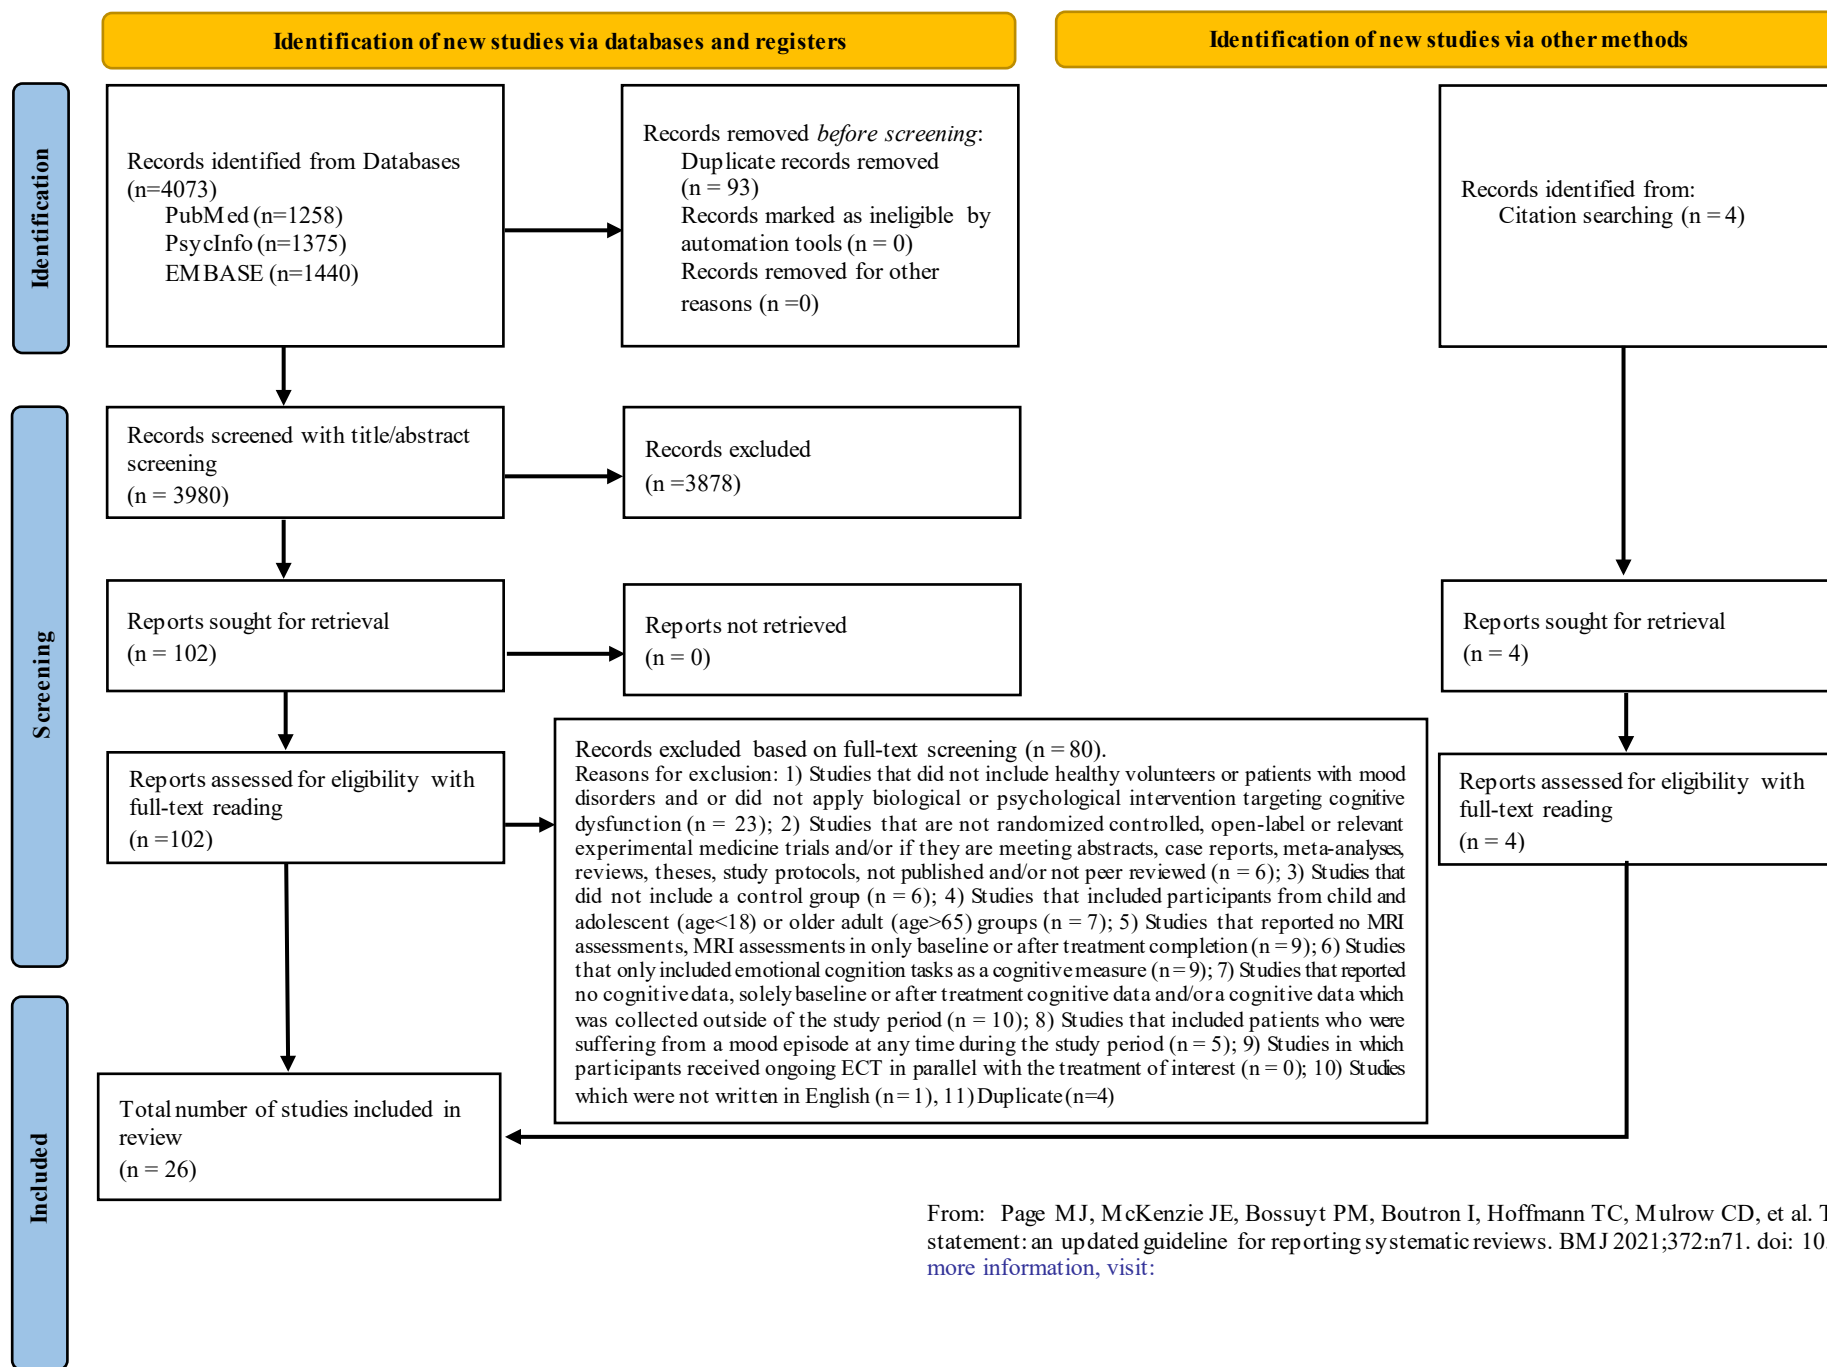 Identification of new studies via databases and registers
Identification of new studies via other methods
Identification
Records identified from Databases
(n=4073)
PubMed (n=1258)
PsycInfo (n=1375)
EMBASE (n=1440)
Records removed before screening:
Duplicate records removed
(n = 93)
Records marked as ineligible by
automation tools (n = 0)
Records removed for other
reasons (n =0)
Records identified from:
Citation searching (n = 4)
Screening
Records screened with title/abstract
screening
(n = 3980)
Records excluded
(n =3878)
Reports sought for retrieval
(n = 102)
Reports not retrieved
(n = 0)
Reports sought for retrieval
(n = 4)
Reports assessed for eligibility with
full-text reading
(n =102)
Records excluded based on full-text screening (n = 80).
Reasons for exclusion: 1) Studies that did not include healthy volunteers or patients with mood
disorders and or did not apply biological or psychological intervention targeting cognitive
dysfunction (n = 23); 2) Studies that are not randomized controlled, open-label or relevant
experimental medicine trials and/or if they are meeting abstracts, case reports, meta-analyses,
reviews, theses, study protocols, not published and/or not peer reviewed (n = 6); 3) Studies that
did not include a control group (n = 6); 4) Studies that included participants from child and
adolescent (age<18) or older adult (age>65) groups (n = 7); 5) Studies that reported no MRI
assessments, MRI assessments in only baseline or after treatment completion (n = 9); 6) Studies
that only included emotional cognition tasks as a cognitive measure (n = 9); 7) Studies that reported
no cognitive data, solely baseline or after treatment cognitive data and/or a cognitive data which
was collected outside of the study period (n = 10); 8) Studies that included patients who were
suffering from a mood episode at any time during the study period (n = 5); 9) Studies in which
participants received ongoing ECT in parallel with the treatment of interest (n = 0); 10) Studies
which were not written in English (n = 1), 11) Duplicate (n=4)
Reports assessed for eligibility with
full-text reading
(n = 4)
Included
Total number of studies included in
review
(n = 26)
From: Page MJ, McKenzie JE, Bossuyt PM, Boutron I, Hoffmann TC, Mulrow CD, et al. T
statement: an updated guideline for reporting systematic reviews. BMJ 2021;372:n71. doi: 10.
more information, visit: